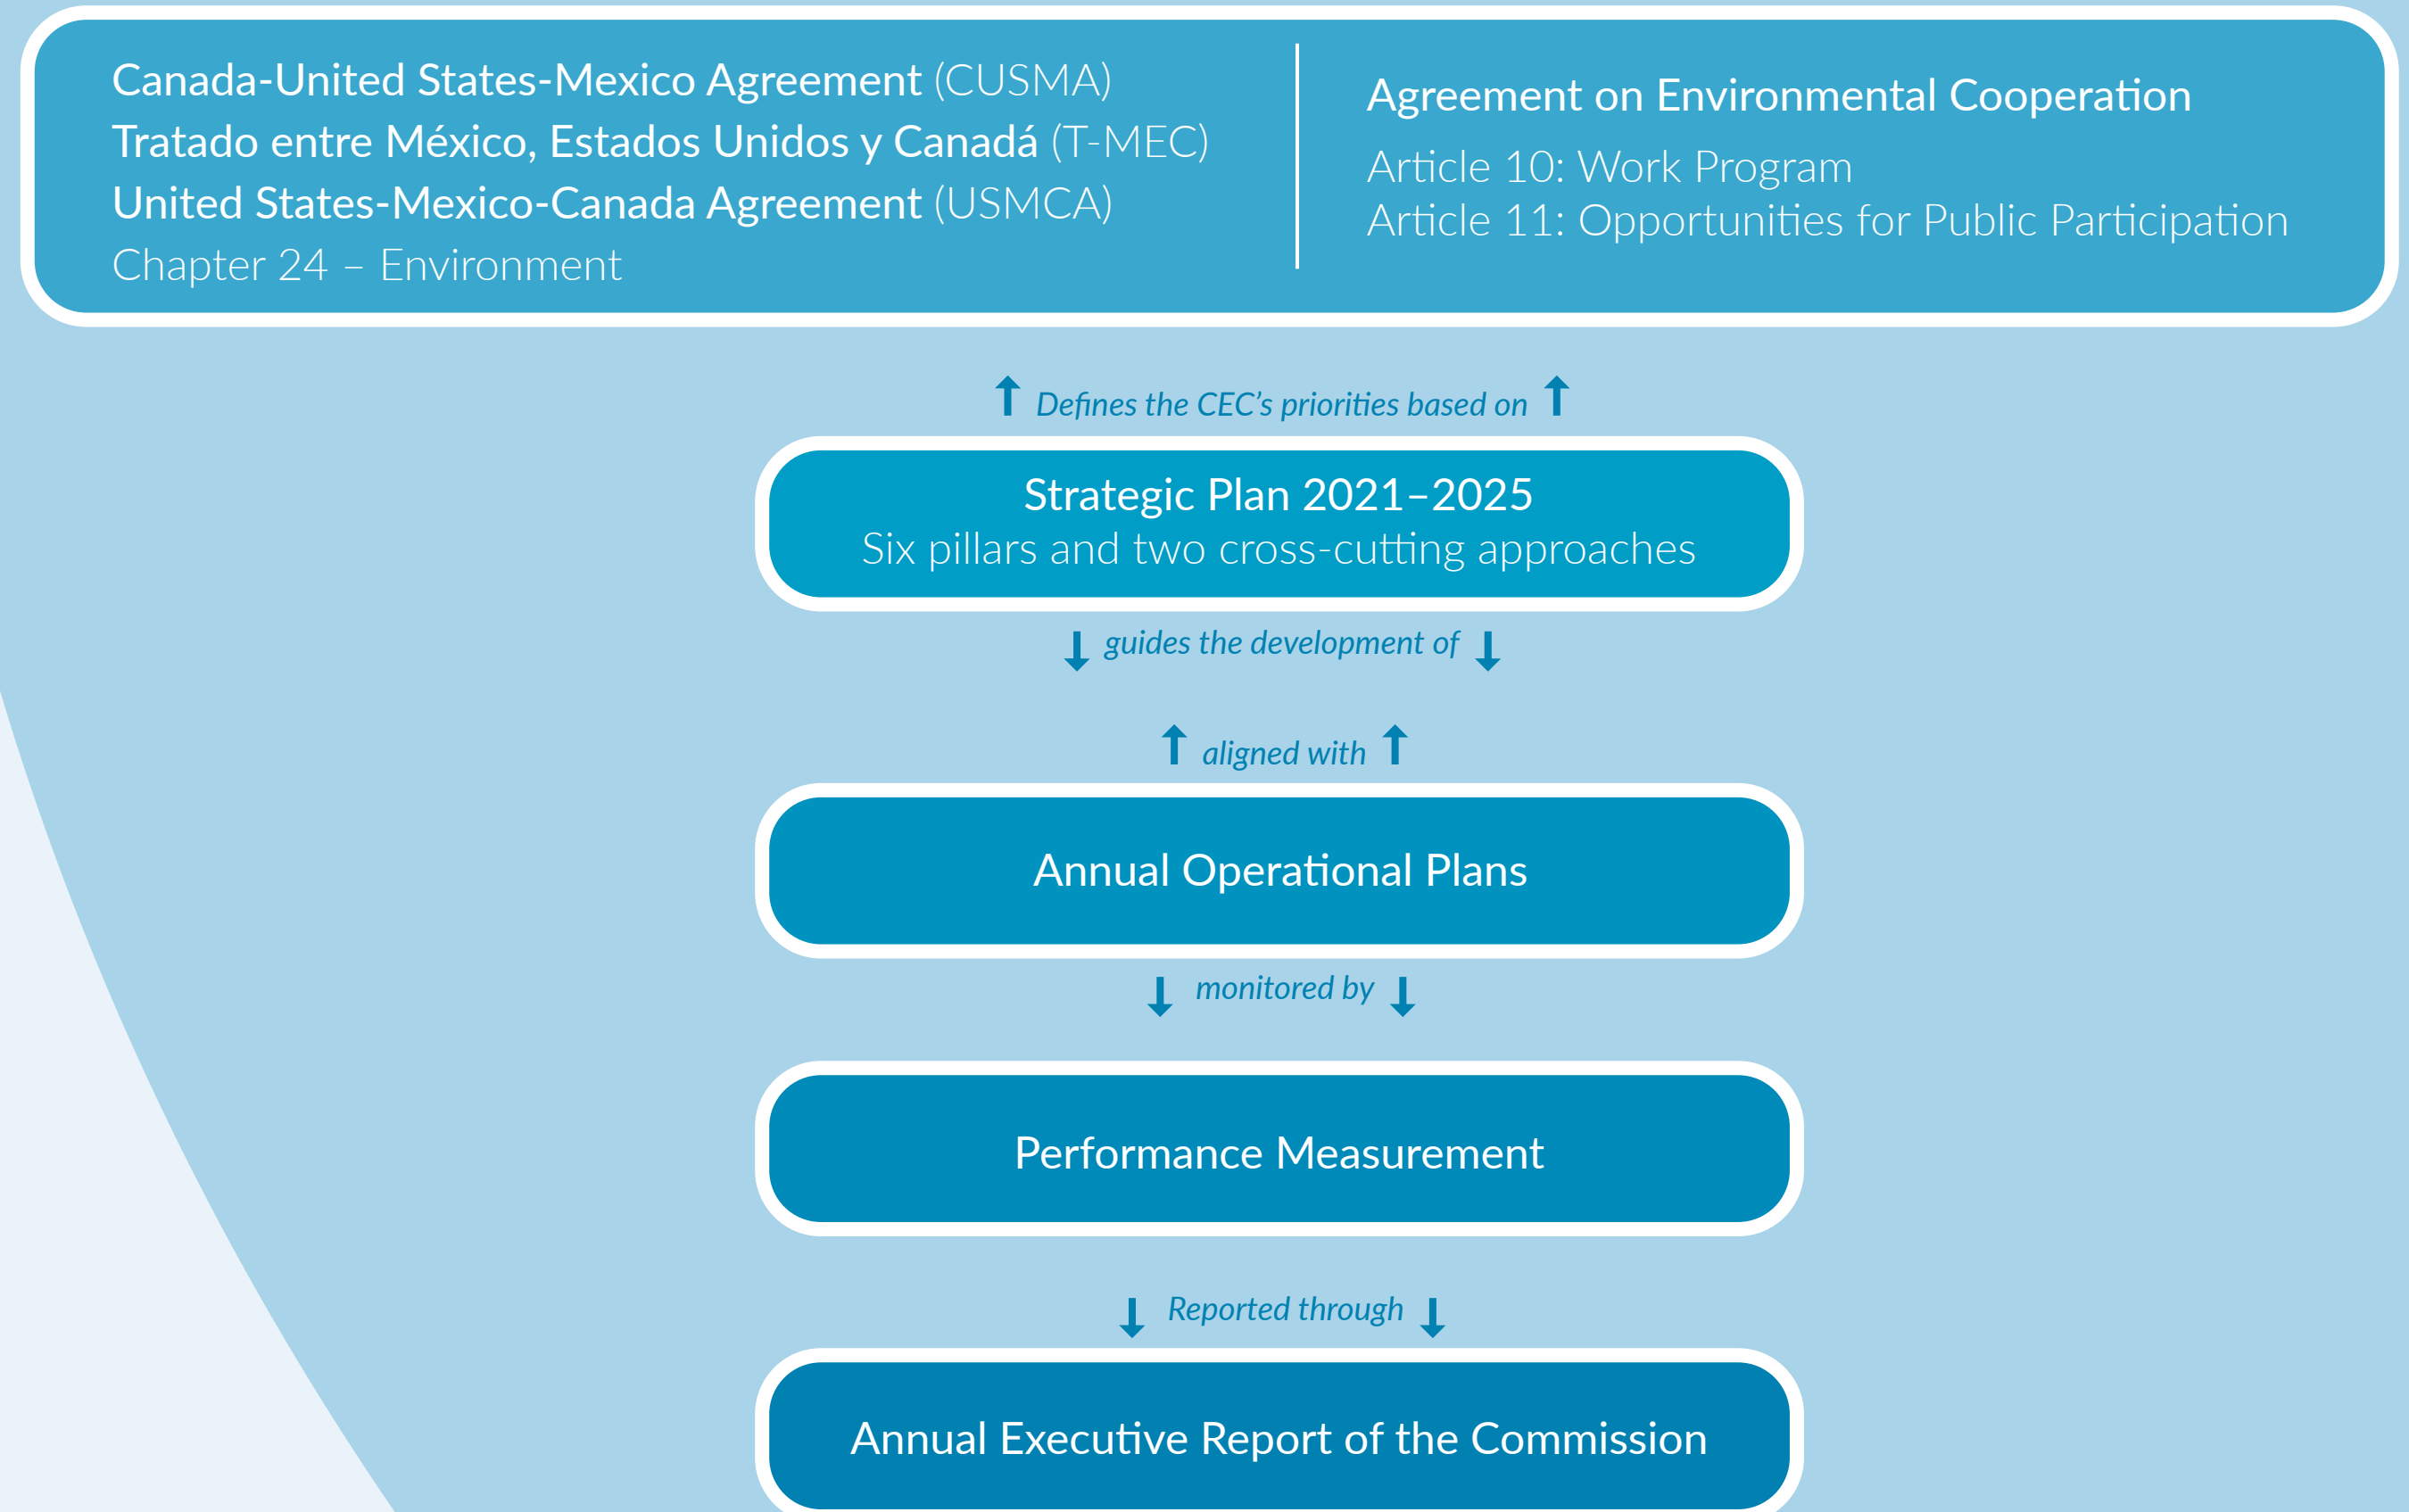 Canada-United States-Mexico Agreement (CUSMA)
Tratado entre México, Estados Unidos y Canadá (T-MEC)
United States-Mexico-Canada Agreement (USMCA)
Chapter 24 – Environment
Agreement on Environmental Cooperation
Article 10: Work Program
Article 11: Opportunities for Public Participation
Defines the CEC’s priorities based on
Strategic Plan 2021–2025
Six pillars and two cross-cutting approaches
guides the development of
aligned with
Annual Operational Plans
monitored by
Performance Measurement
Reported through
Annual Executive Report of the Commission